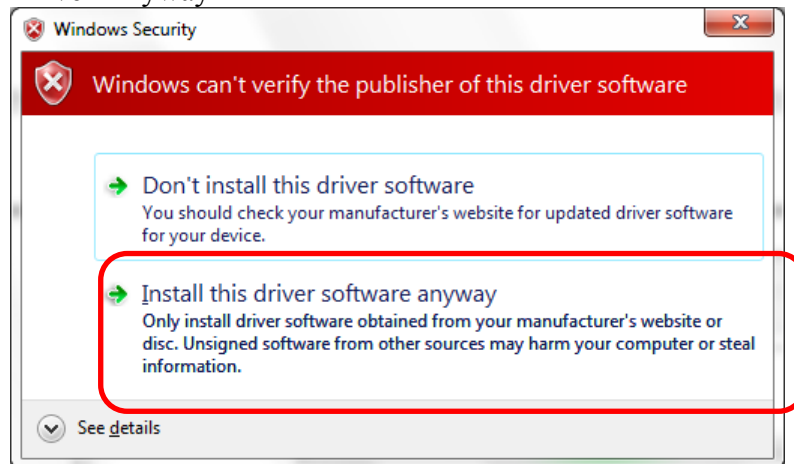 Windows Security
Windows can't verify the publisher of this driver software
Don't install this driver software
You should check your manufacturer's website for updated driver software
for your device.
Install this driver software anyway
Only install driver software obtained from your manufacturer's website or
disc. Unsigned software from other sources may harm your computer or steal
information.
See details